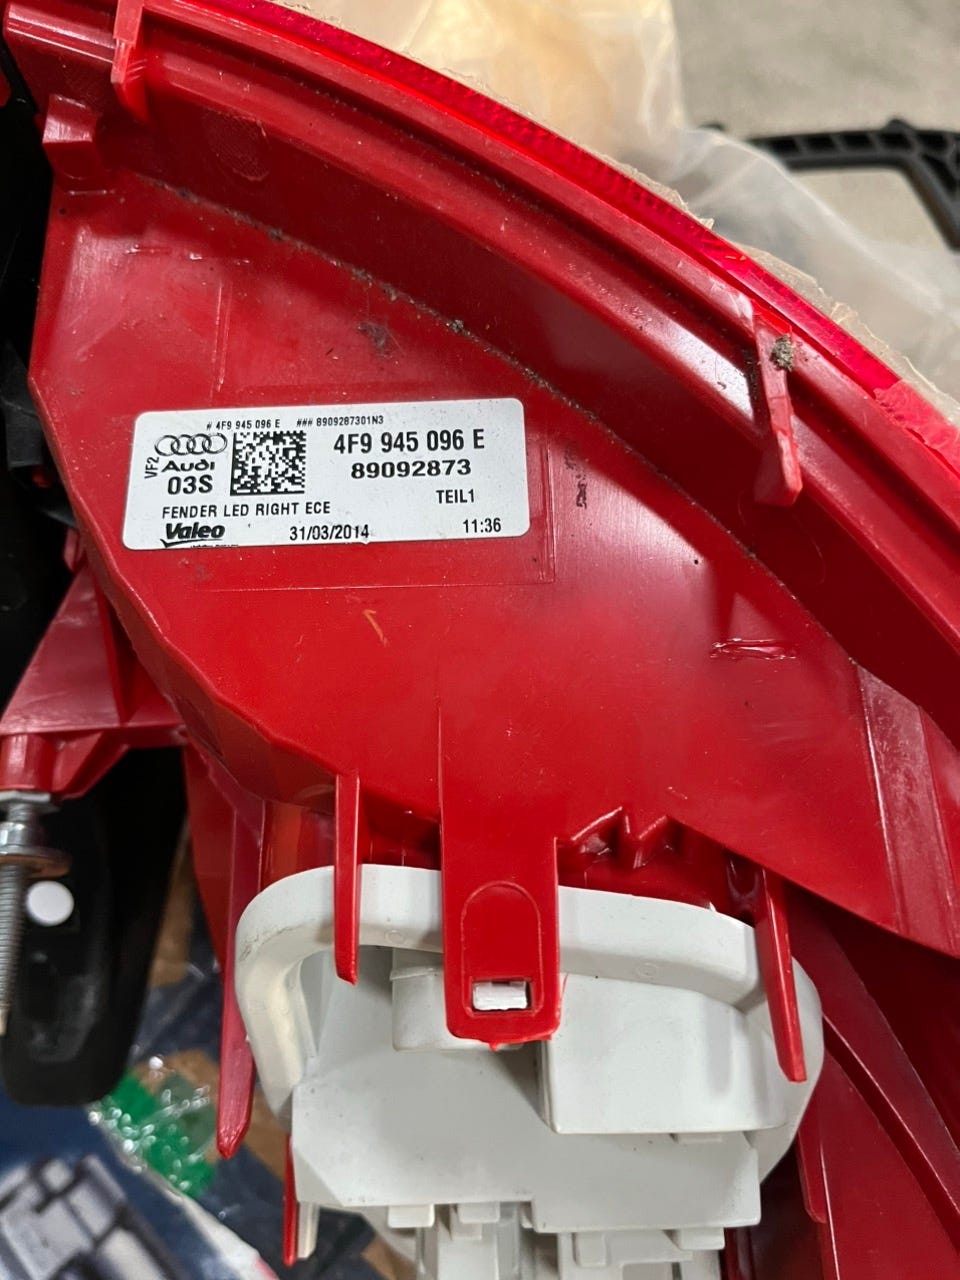 # 4F9 945 096 E ### 8909287301N3
VF2
Audi
03S
4F9 945 096 E
89092873
FENDER LED RIGHT ECE
TEIL1
Valeo
31/03/2014
11:36